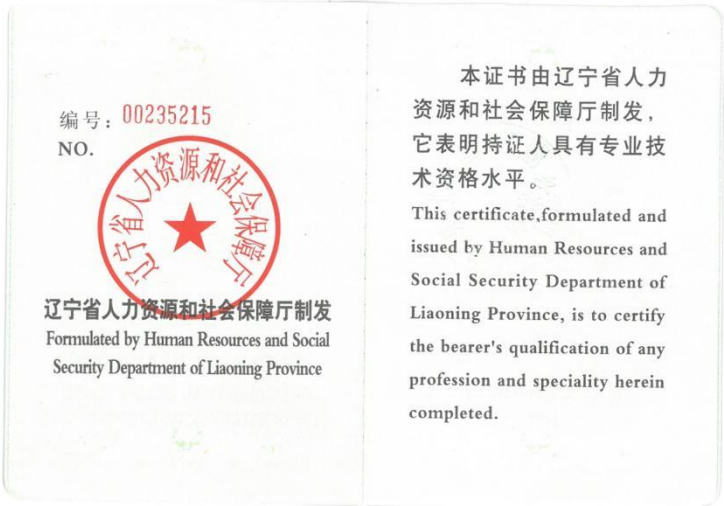 编号：00235215
NO.
辽宁省人力资源和社会保障厅
辽宁省人力资源和社会保障厅制发
Formulated by Human Resources and Social
Security Department of Liaoning Province
本证书由辽宁省人力
资源和社会保障厅制发，
它表明持证人具有专业技
术资格水平。
This certificate,formulated and
issued by Human Resources and
Social Security Department of
Liaoning Province, is to certify
the bearer's qualification of any
profession and speciality herein
completed.